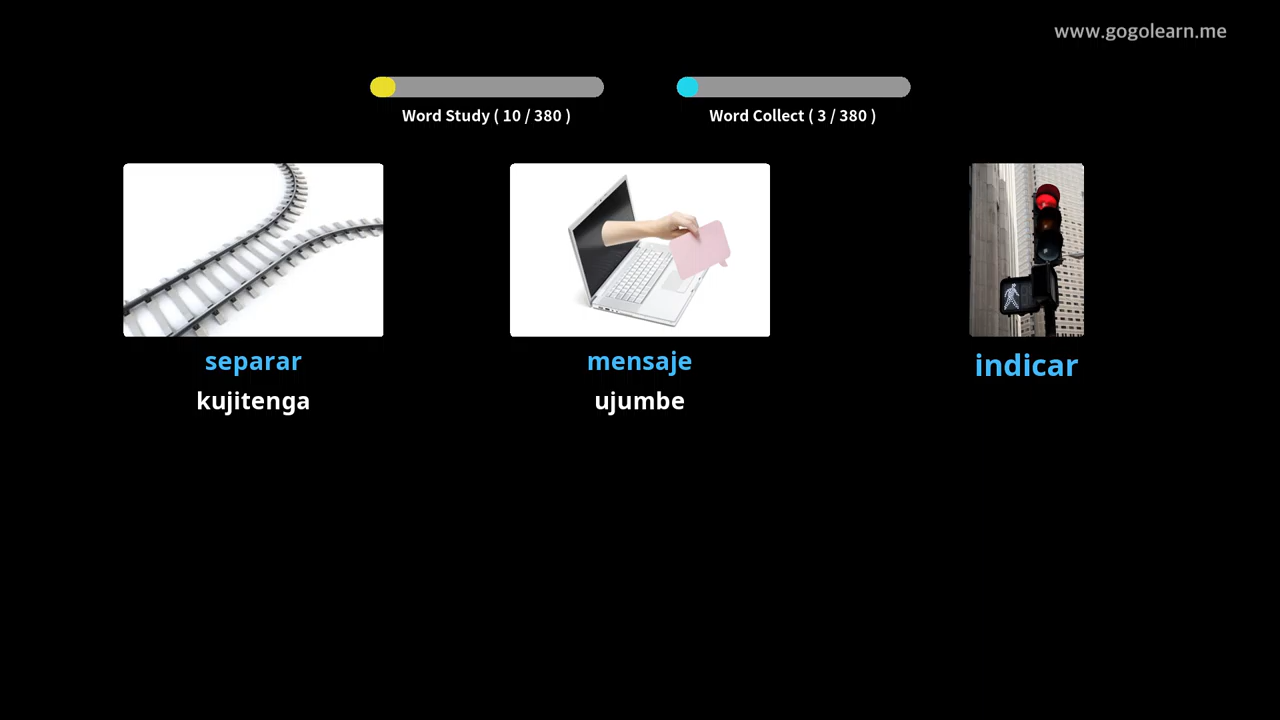 www.gogolearn.me
Word Study ( 10 / 380 )
Word Collect ( 3 / 380 )
separar
mensaje
indicar
kujitenga
ujumbe